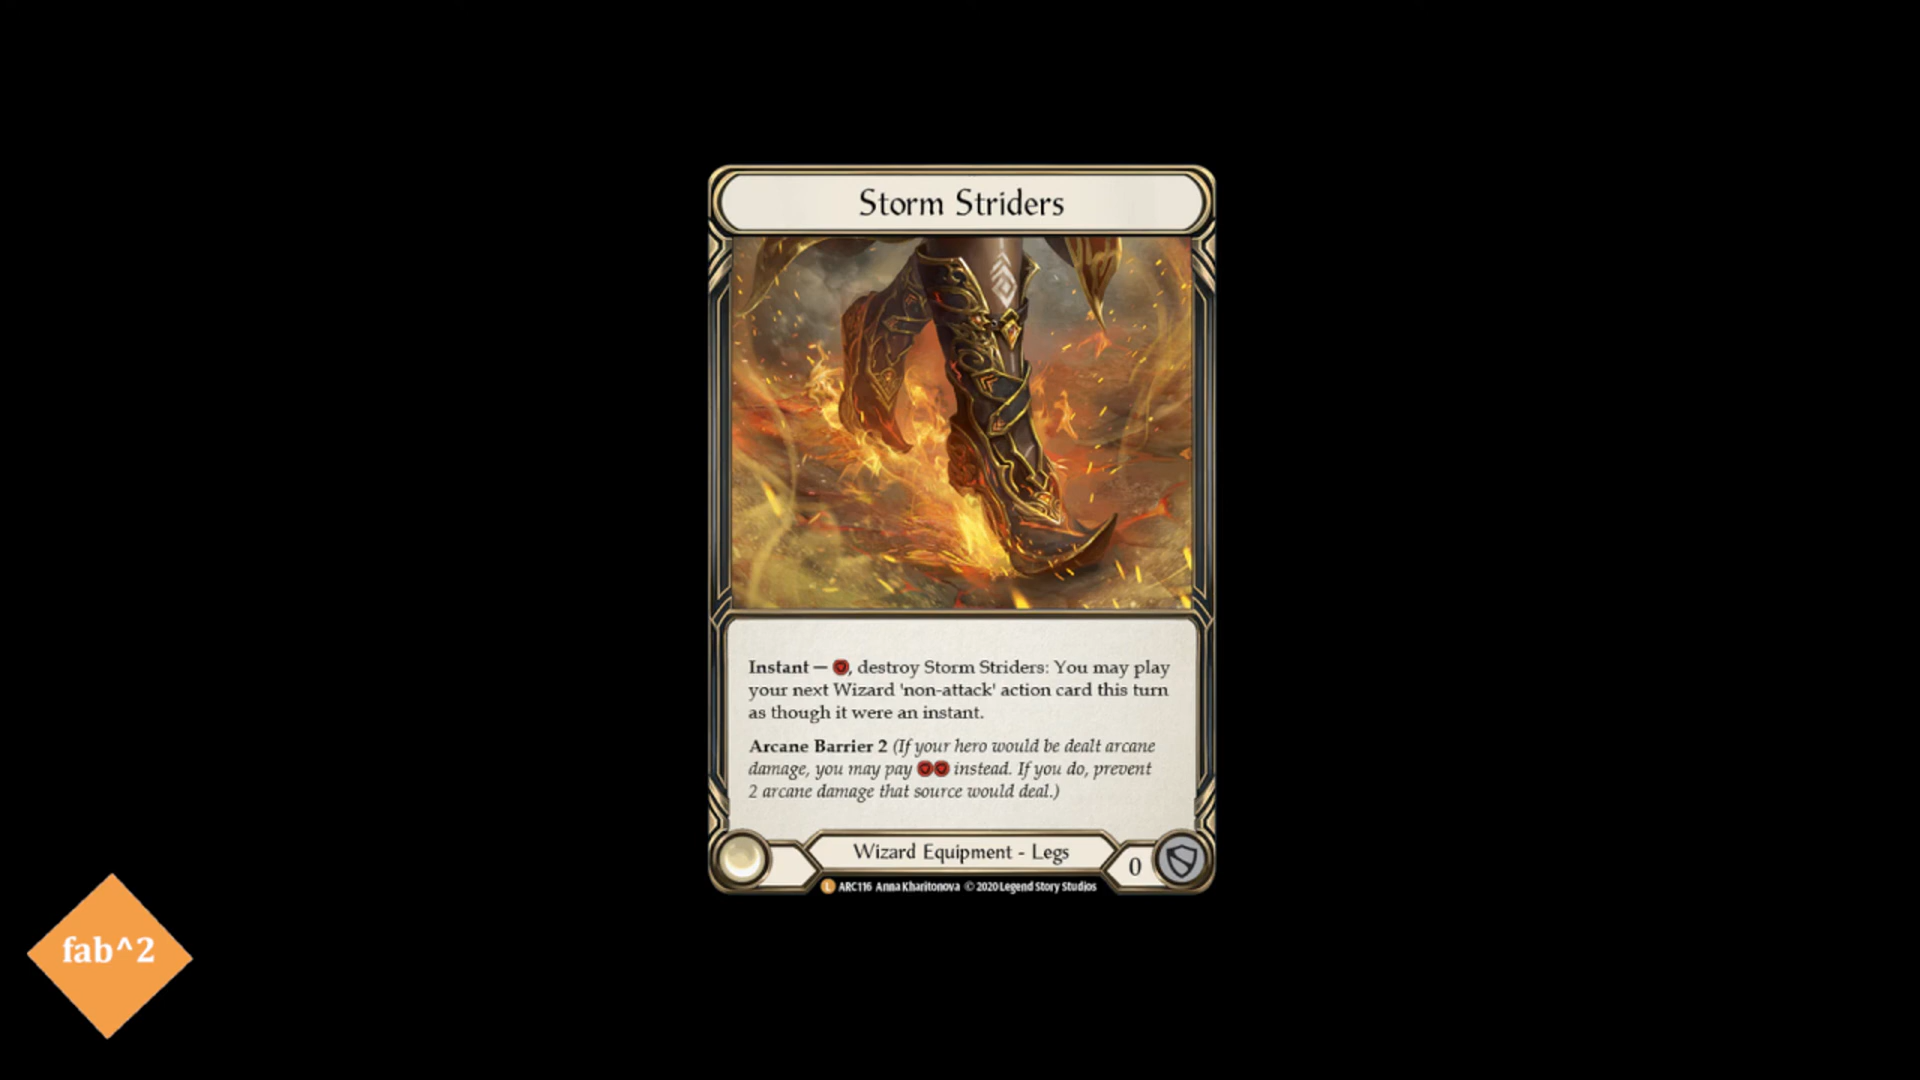 Storm Striders
Instant — , destroy Storm Striders: You may play
your next Wizard 'non-attack' action card this turn
as though it were an instant.
Arcane Barrier 2 (If your hero would be dealt arcane
damage, you may pay instead. If you do, prevent
2 arcane damage that source would deal.)
Wizard Equipment - Legs
0
L ARC116 Anna Kharitonova © 2020 Legend Story Studios
fab^2